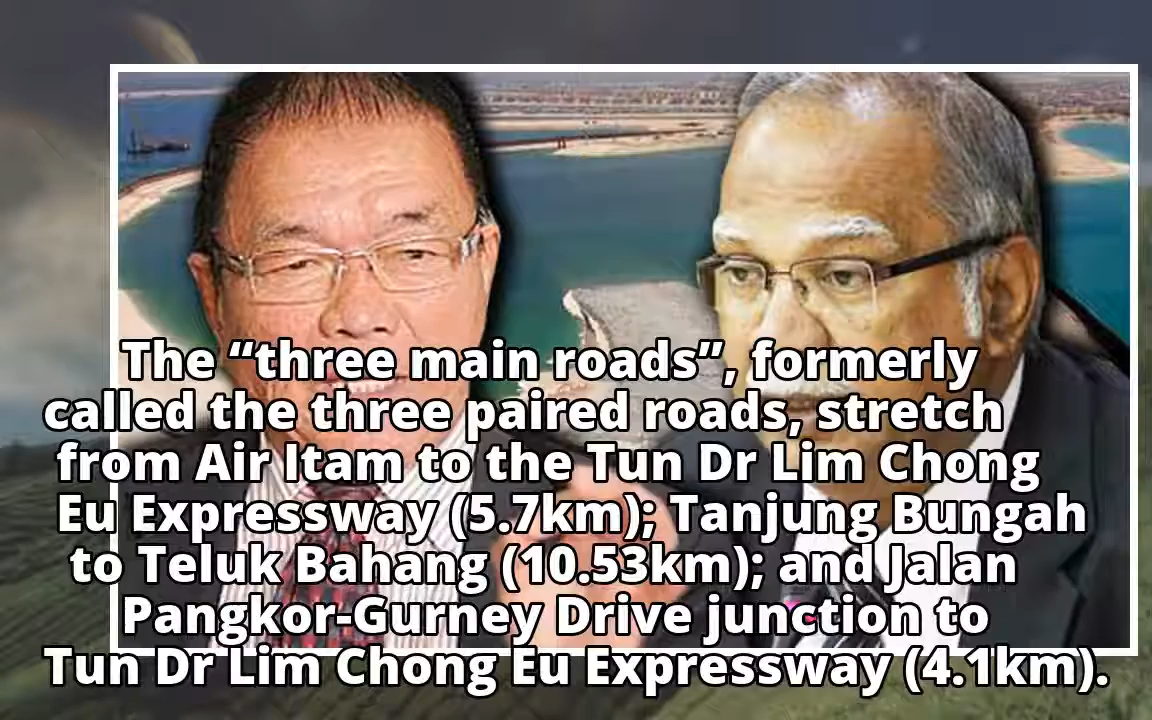 The “three main roads”, formerly
called the three paired roads, stretch
from Air Itam to the Tun Dr Lim Chong
Eu Expressway (5.7km); Tanjung Bungah
to Teluk Bahang (10.53km); and Jalan
Pangkor-Gurney Drive junction to
Tun Dr Lim Chong Eu Expressway (4.1km).